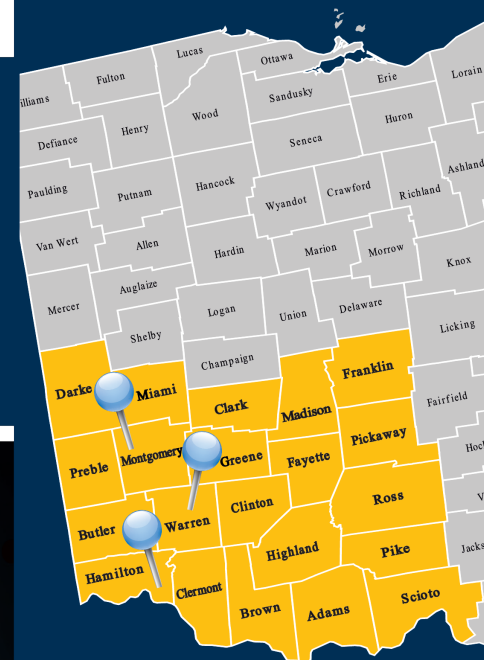 Lucas
Ottawa
Fulton
Erie
Lorain
illiams
Sandusky
Wood
Huron
Henry
Defiance
Seneca
Ashland
Hancock
Crawford
Richland
Paulding
Putnam
Wyandot
Van Wert
Allen
Hardin
Marion
Morrow
Knox
Auglaize
Mercer
Logan
Union
Delaware
Licking
Shelby
Champaign
Franklin
Darke
Miami
Clark
Madison
Fairfield
Pickaway
Montgomery
Greene
Fayette
Preble
Hoc
Ross
Clinton
V
Butler
Warren
Highland
Pike
Jacks
Hamilton
Clermont
Scioto
Brown
Adams